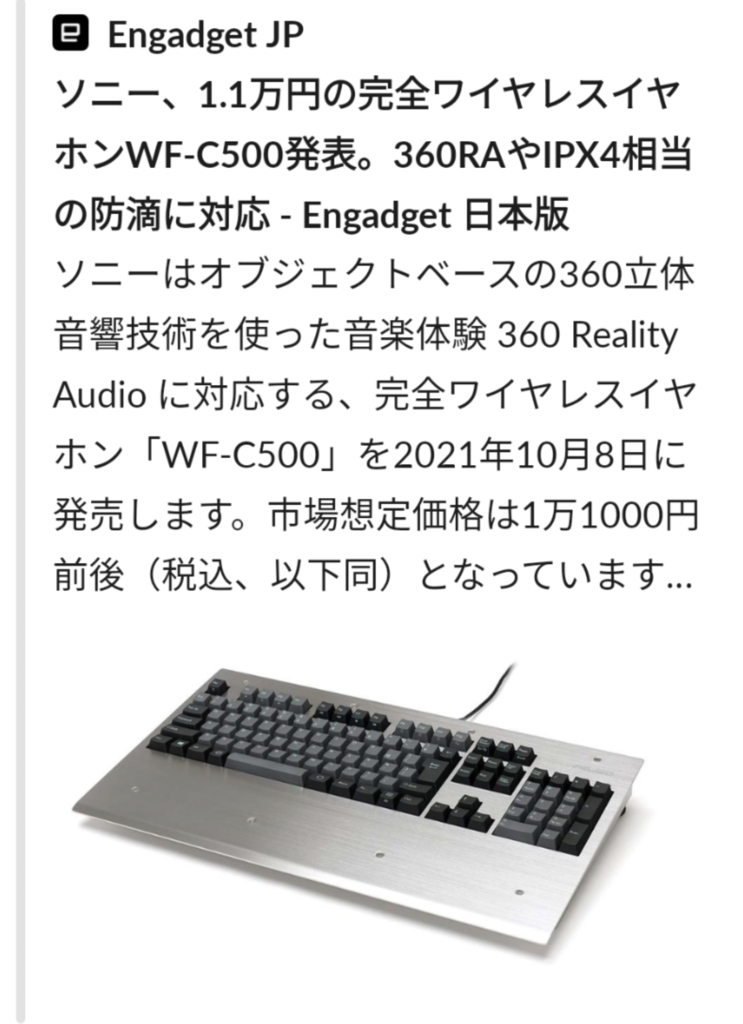 Engadget JP
ソニー、1.1万円の完全ワイヤレスイヤ
ホンWF-C500発表。360RAやIPX4相当
の防滴に対応 - Engadget 日本版
ソニーはオブジェクトベースの360立体
音響技術を使った音楽体験 360 Reality
Audio に対応する、完全ワイヤレスイヤ
ホン「WF-C500」を2021年10月8日に
発売します。市場想定価格は1万1000円
前後（税込、以下同）となっています...